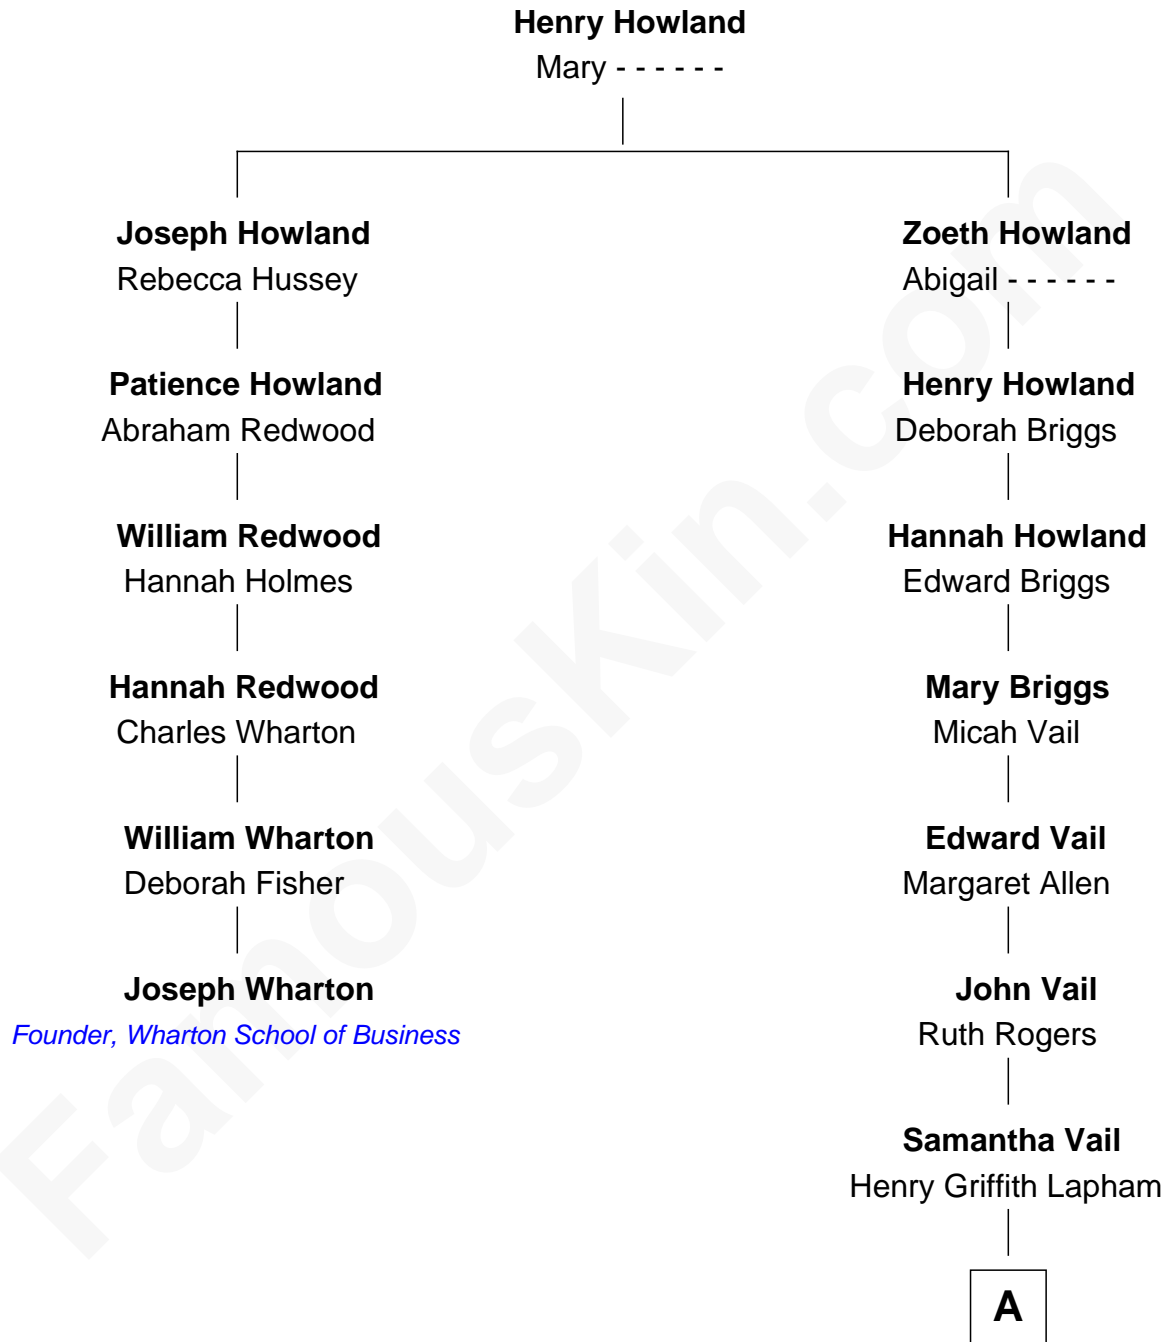 Henry Howland
Mary - - - - - -
Joseph Howland
Rebecca Hussey
Zoeth Howland
Abigail - - - - - -
Patience Howland
Abraham Redwood
Henry Howland
Deborah Briggs
William Redwood
Hannah Holmes
Hannah Howland
Edward Briggs
Hannah Redwood
Charles Wharton
Mary Briggs
Micah Vail
William Wharton
Deborah Fisher
Edward Vail
Margaret Allen
Joseph Wharton
Founder, Wharton School of Business
John Vail
Ruth Rogers
Samantha Vail
Henry Griffith Lapham
A
FamousKin.com